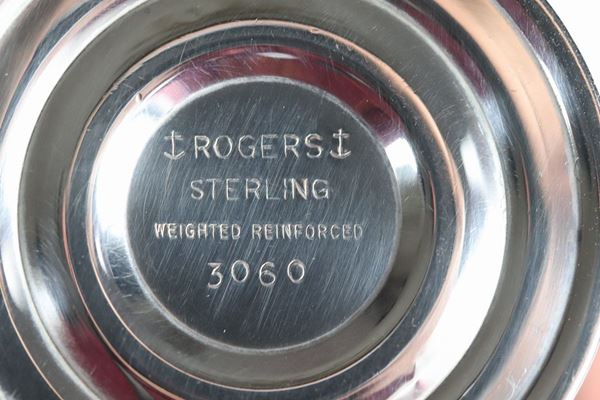 ⚓ROGERS⚓
STERLING
WEIGHTED REINFORCED
3060